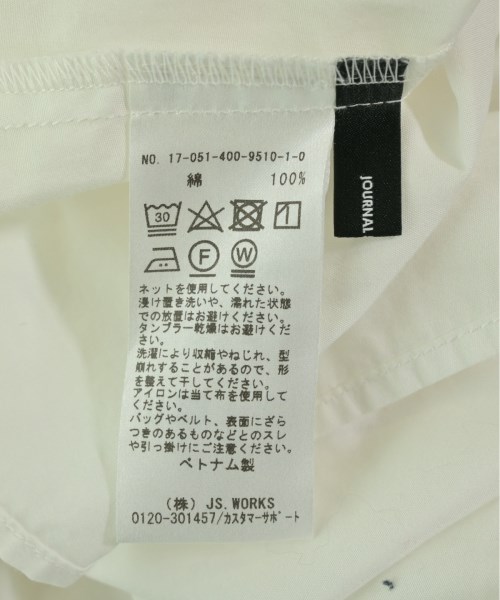 NO. 17-051-400-9510-1-0
綿 100%
30
F W
ネットを使用してください。
浸け置き洗いや、濡れた状態
での放置はお避けください。
タンブラー乾燥はお避けくだ
さい。
洗濯により収縮やねじれ、型
崩れすることがあるので、形
を整えて干してください。
アイロンは当て布を使用して
ください。
バッグやベルト、表面にざら
つきのあるものなどとのスレ
や引っ掛けにご注意ください。
ベトナム製
(株) JS.WORKS
0120-301457/カスタマーサポート
JOURNAL